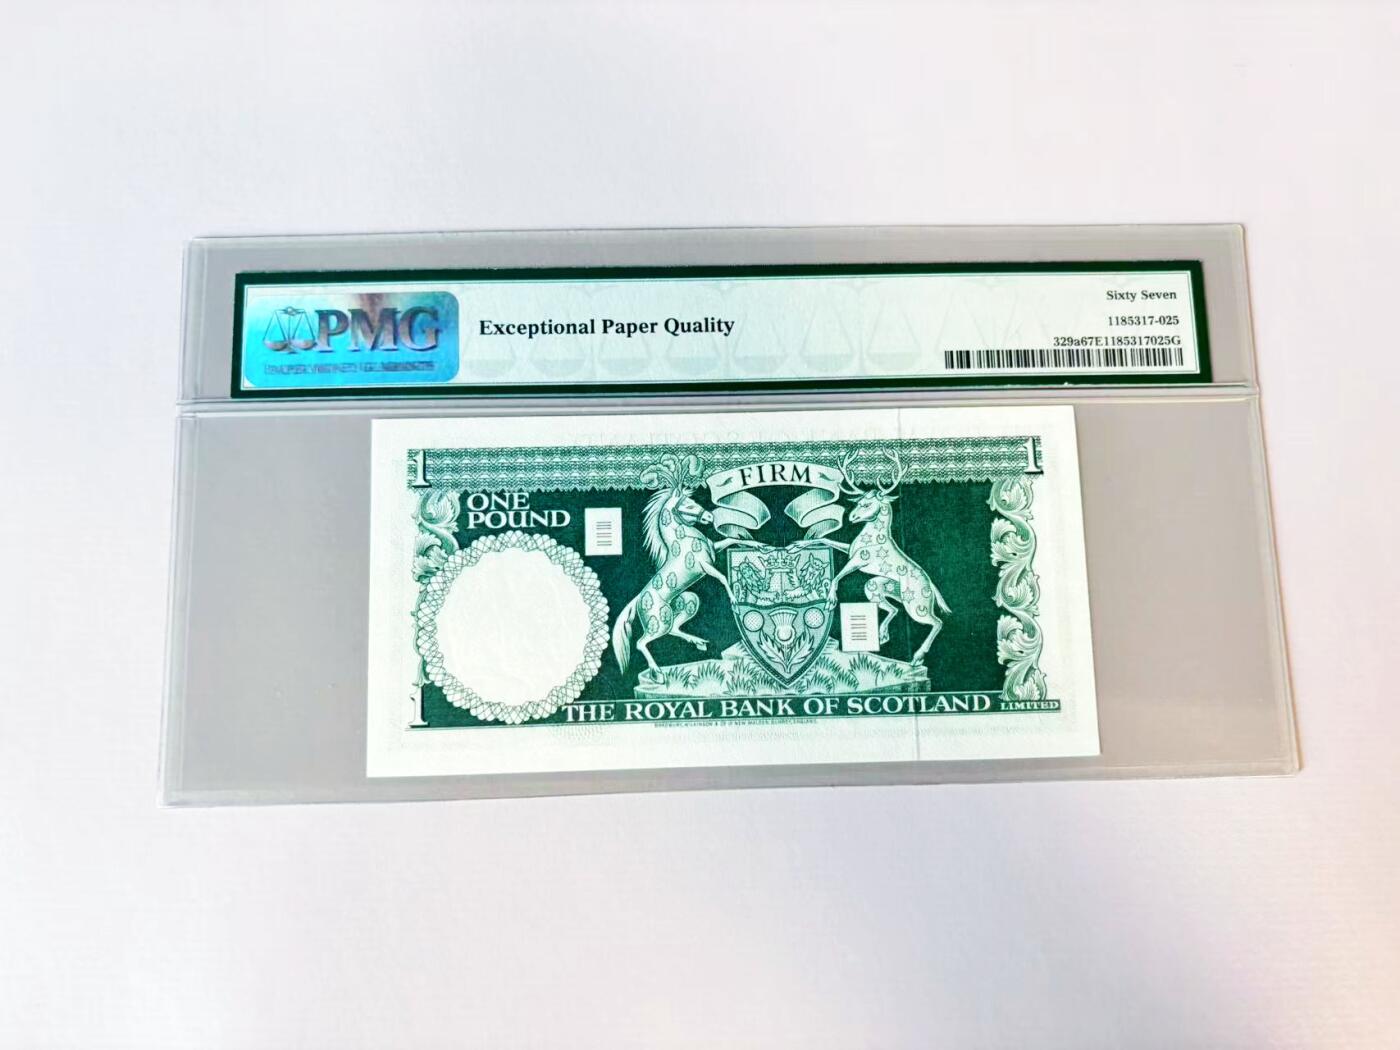 PMG
Exceptional Paper Quality
Sixty Seven
1185317-025
329a67E1185317025G
1
1
ONE
POUND
FIRM
1
THE ROYAL BANK OF SCOTLAND LIMITED